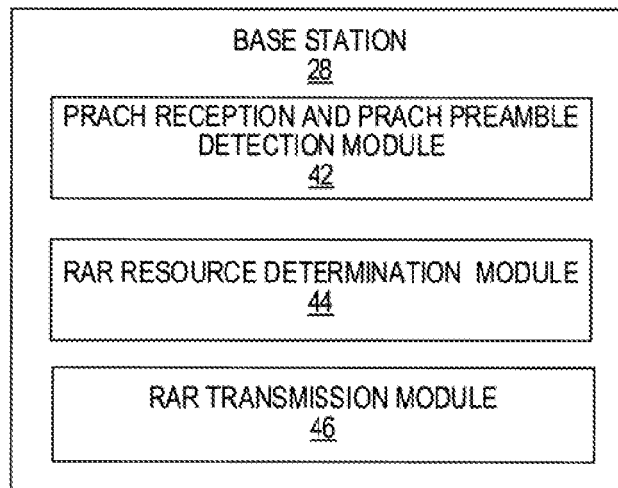 BASE STATION
28
PRACH RECEPTION AND PRACH PREAMBLE
DETECTION MODULE
42
RAR RESOURCE DETERMINATION MODULE
44
RAR TRANSMISSION MODULE
46